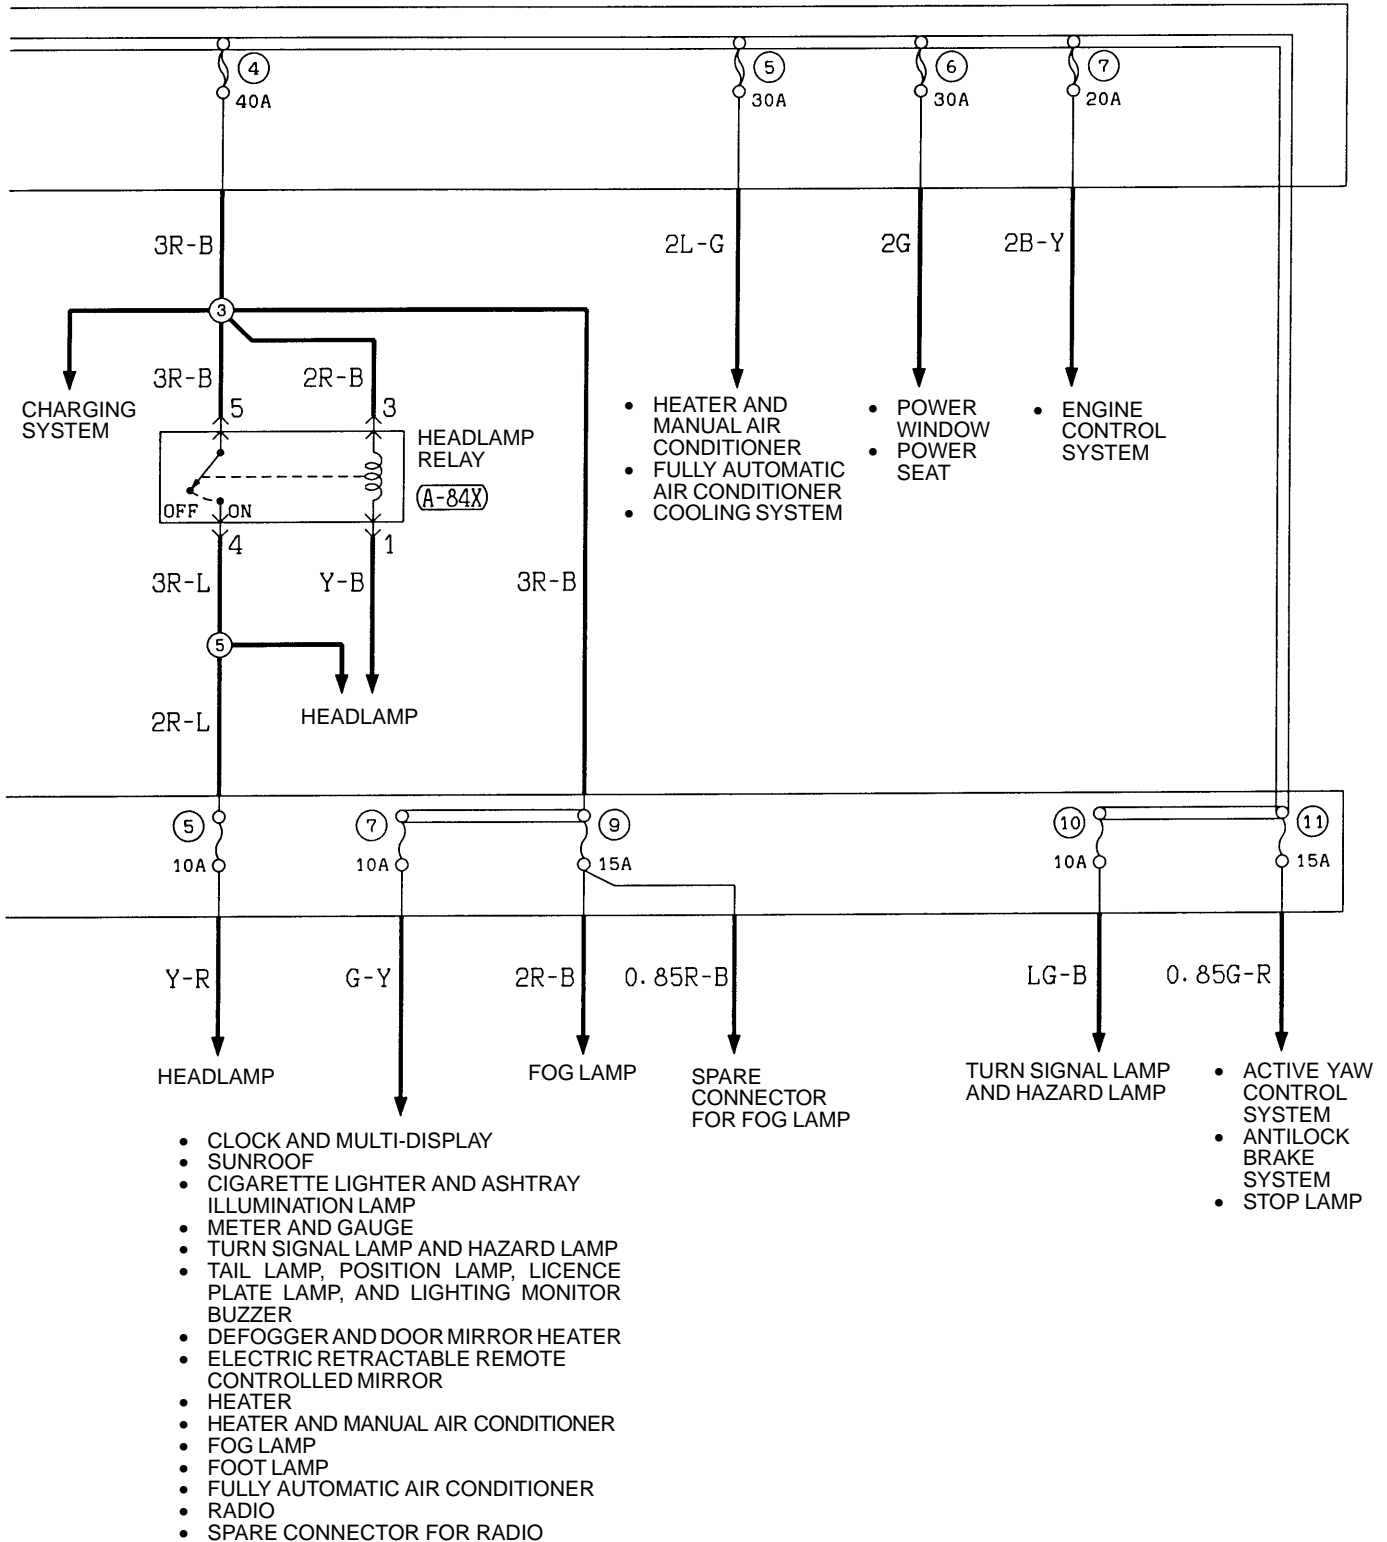 4
40A
5
30A
6
30A
7
20A
3R-B
2L-G
2G
2B-Y
3
3R-B
2R-B
CHARGING
SYSTEM
5
3
HEADLAMP
RELAY
A-84X
OFF
ON
4
1
• HEATER AND
MANUAL AIR
CONDITIONER
• FULLY AUTOMATIC
AIR CONDITIONER
• COOLING SYSTEM
• POWER
WINDOW
• POWER
SEAT
• ENGINE
CONTROL
SYSTEM
3R-L
Y-B
3R-B
5
HEADLAMP
2R-L
5
10A
7
10A
9
15A
10
10A
11
15A
Y-R
G-Y
2R-B
0.85R-B
LG-B
0.85G-R
HEADLAMP
FOG LAMP
SPARE
CONNECTOR
FOR FOG LAMP
TURN SIGNAL LAMP
AND HAZARD LAMP
• ACTIVE YAW
CONTROL
SYSTEM
• ANTILOCK
BRAKE
SYSTEM
• STOP LAMP
• CLOCK AND MULTI-DISPLAY
• SUNROOF
• CIGARETTE LIGHTER AND ASHTRAY
ILLUMINATION LAMP
• METER AND GAUGE
• TURN SIGNAL LAMP AND HAZARD LAMP
• TAIL LAMP, POSITION LAMP, LICENCE
PLATE LAMP, AND LIGHTING MONITOR
BUZZER
• DEFOGGER AND DOOR MIRROR HEATER
• ELECTRIC RETRACTABLE REMOTE
CONTROLLED MIRROR
• HEATER
• HEATER AND MANUAL AIR CONDITIONER
• FOG LAMP
• FOOT LAMP
• FULLY AUTOMATIC AIR CONDITIONER
• RADIO
• SPARE CONNECTOR FOR RADIO